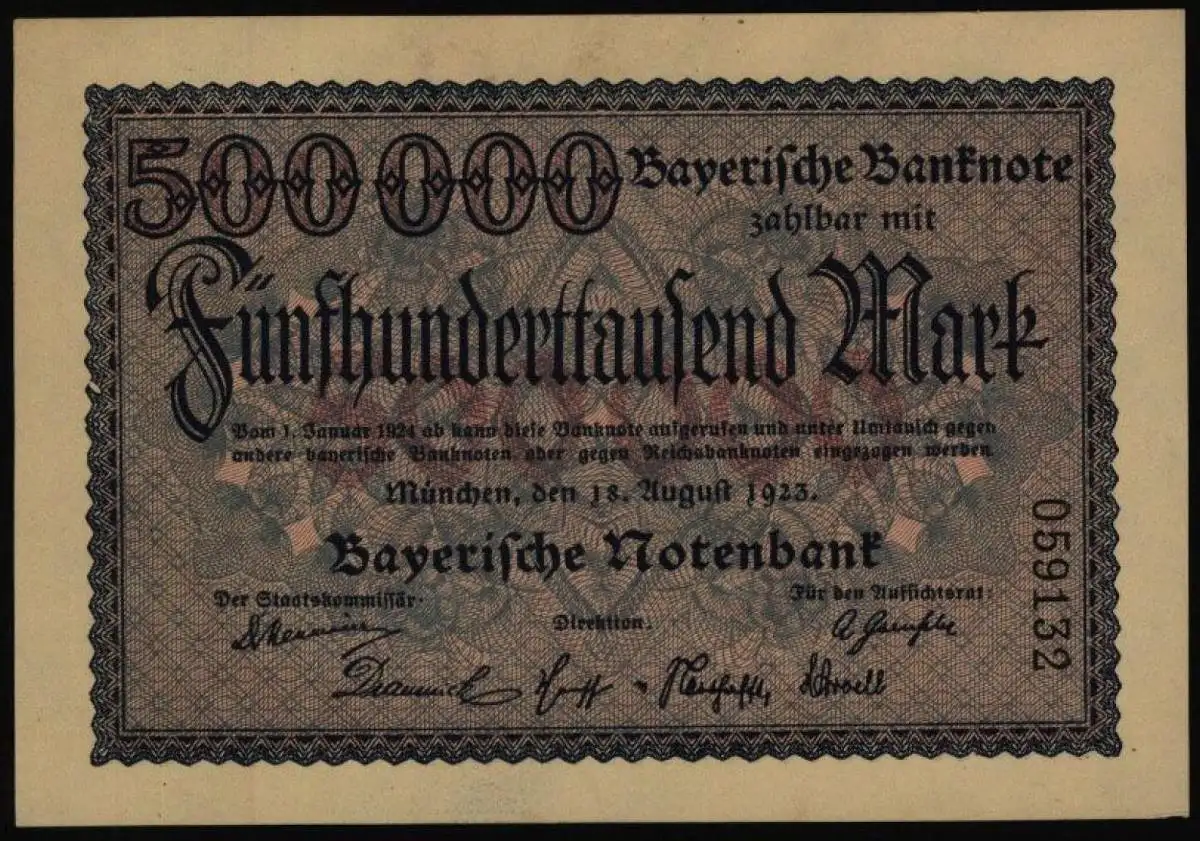 500 000 Bayerische Banknote
zahlbar mit
Fünfhunderttausend Mark
Vom 1. Januar 1924 ab kann diese Banknote aufgerufen und unter Umtausch gegen
andere bayerische Banknoten oder gegen Reichsbanknoten eingezogen werden.
München, den 18. August 1923.
Bayerische Notenbank
Der Staatskommissär:
Direktion.
Für den Aufsichtsrat:
059132